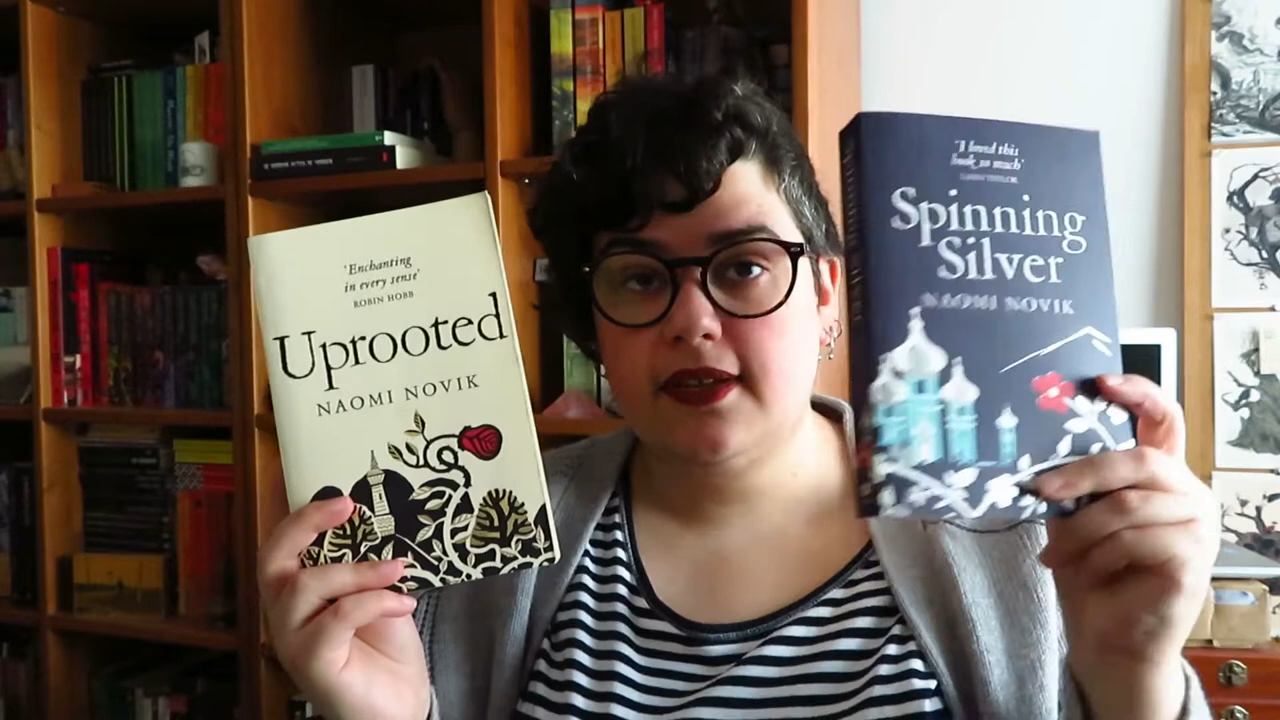 'Enchanting
in every sense'
ROBIN HOBB
Uprooted
NAOMI NOVIK
'I loved this
book so much'
Spinning
Silver
NAOMI NOVIK